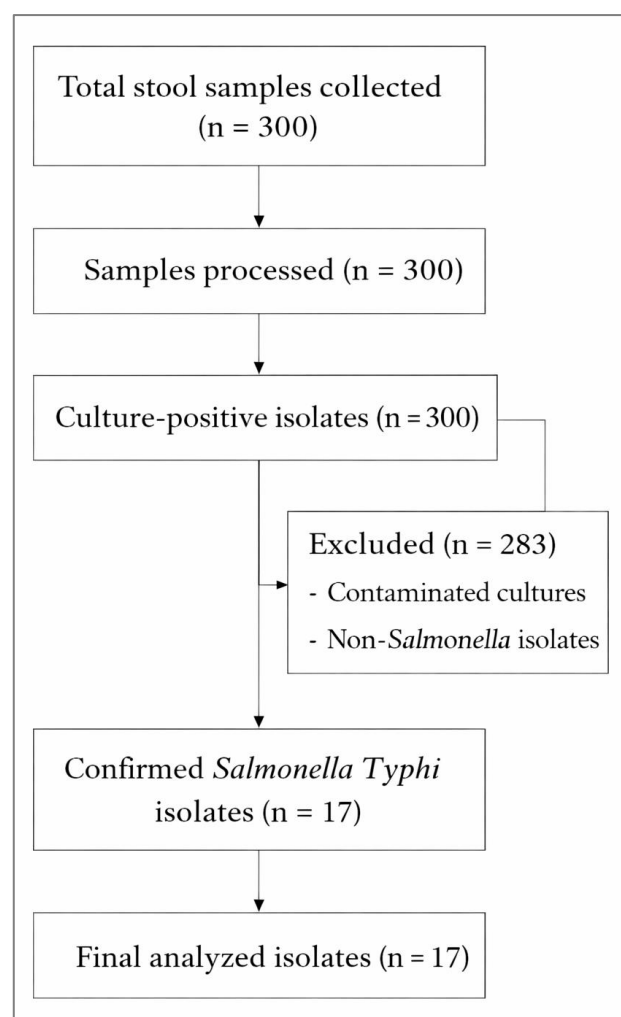 Total stool samples collected
(n = 300)
Samples processed (n = 300)
Culture-positive isolates (n = 300)
Excluded (n = 283)
- Contaminated cultures
- Non-Salmonella isolates
Confirmed Salmonella Typhi
isolates (n = 17)
Final analyzed isolates (n = 17)